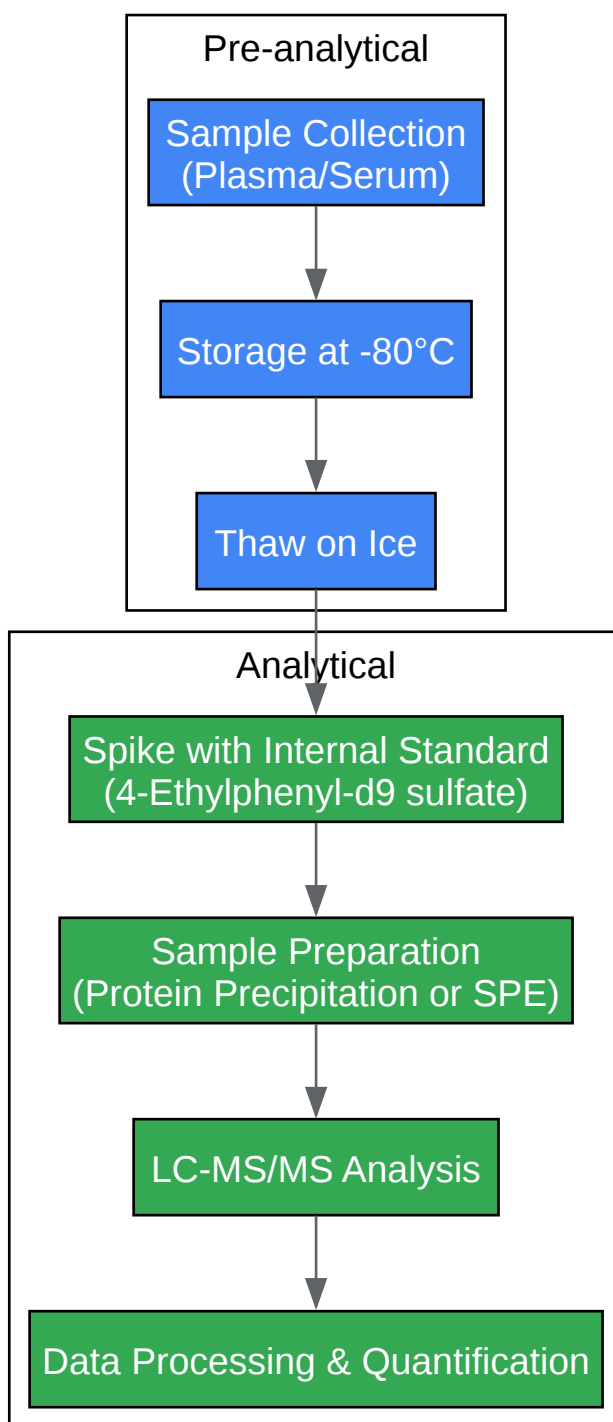 Pre-analytical
Sample Collection
(Plasma/Serum)
Storage at -80°C
Thaw on Ice
Analytical
Spike with Internal Standard
(4-Ethylphenyl-d9 sulfate)
Sample Preparation
(Protein Precipitation or SPE)
LC-MS/MS Analysis
Data Processing & Quantification